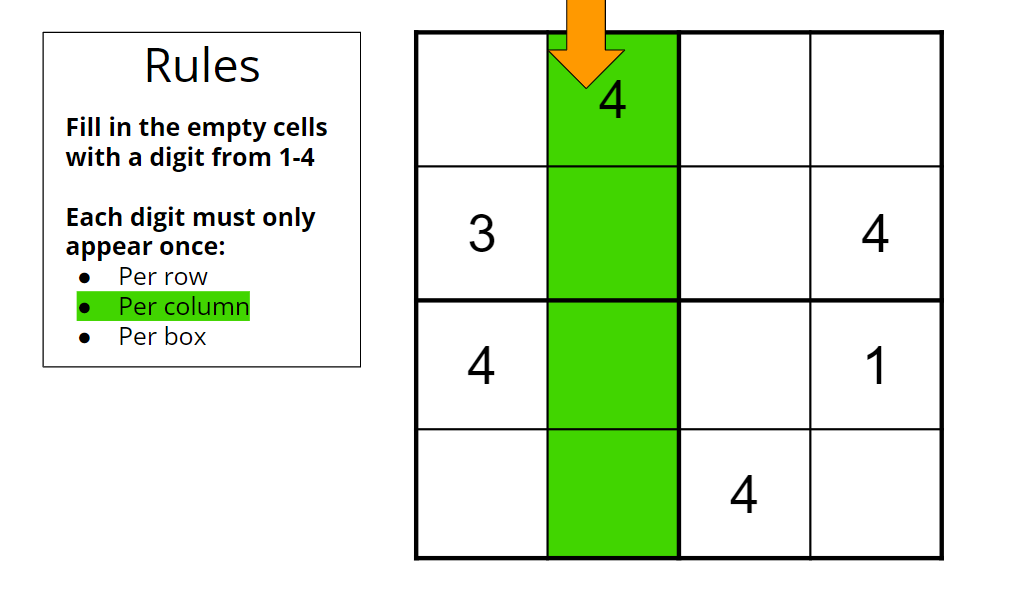 Rules
Fill in the empty cells
with a digit from 1-4
Each digit must only
appear once:
● Per row
● Per column
● Per box
4
3 4
4 1
4